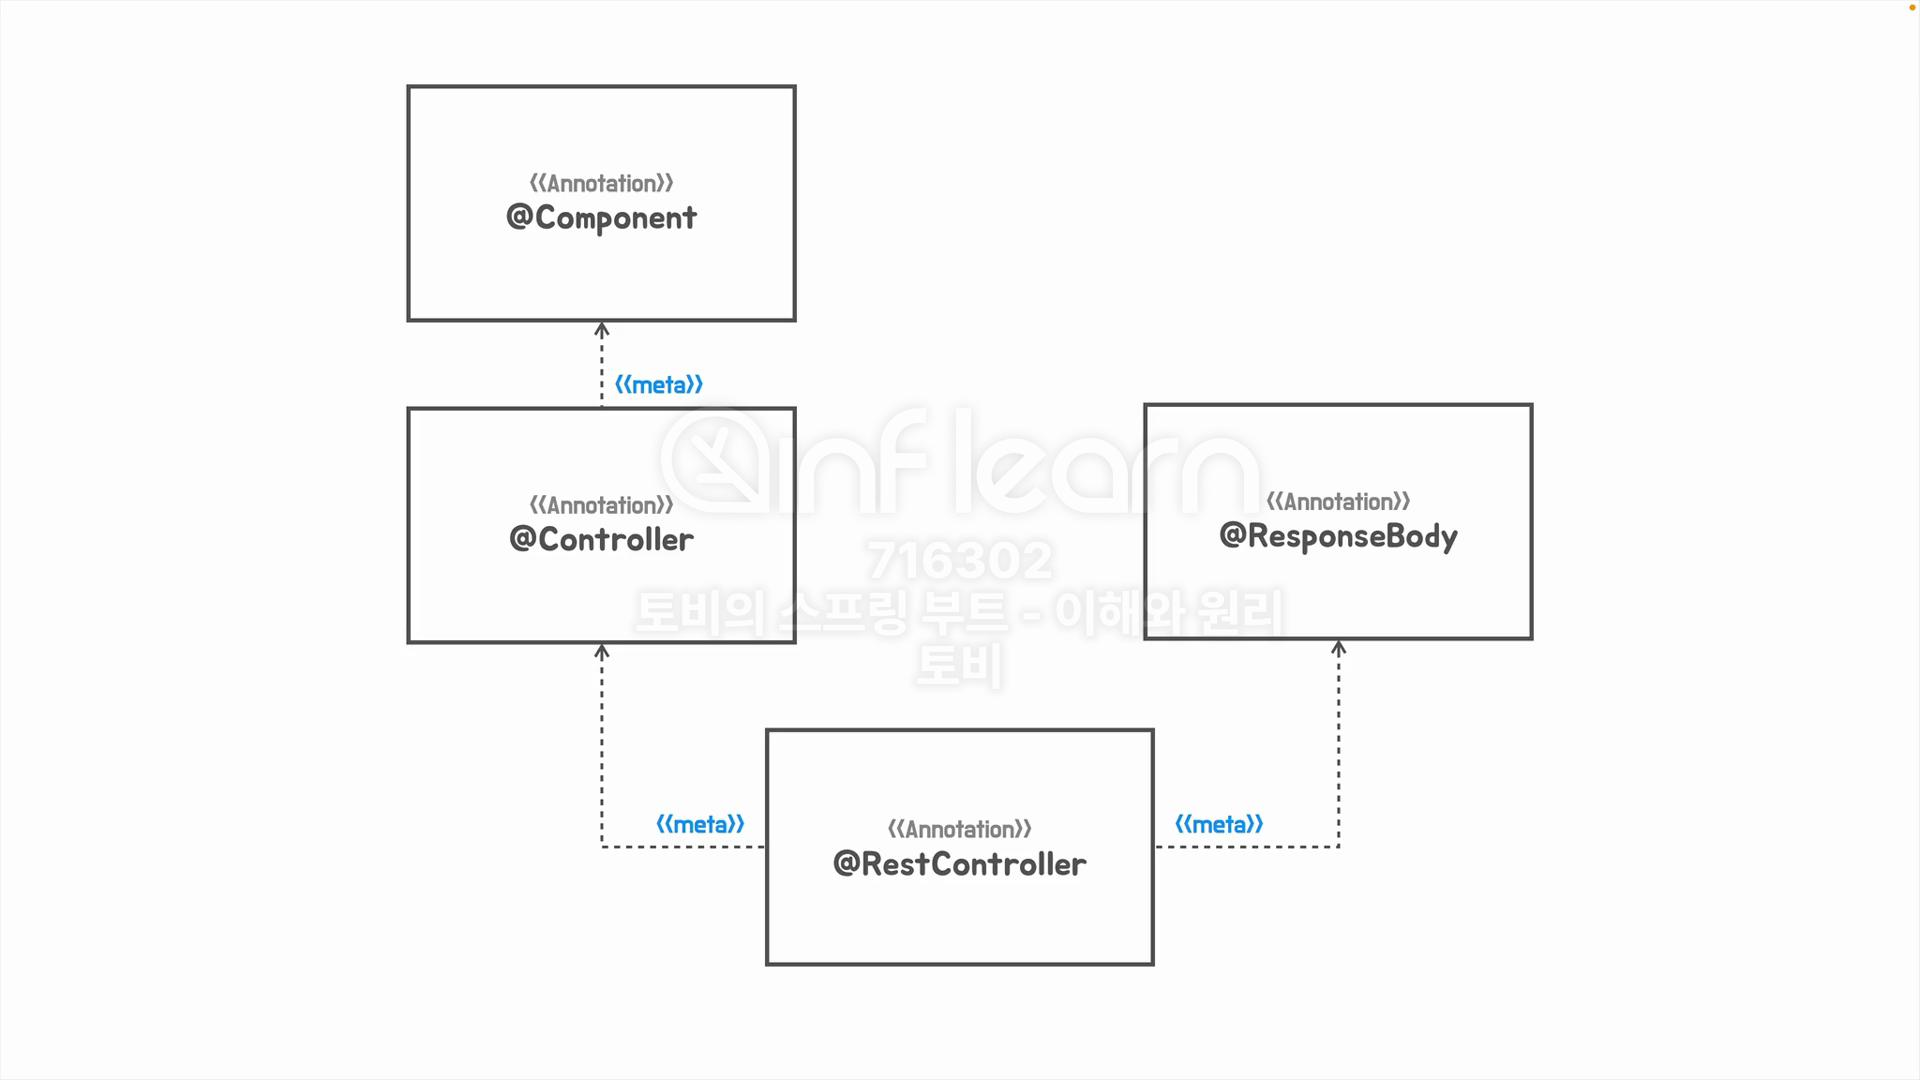 《Annotation》
@Component
《meta》
《Annotation》
@Controller
《Annotation》
@ResponseBody
inflearn
716302
토비의 스프링 부트 - 이해와 원리
토비
《meta》
《meta》
《Annotation》
@RestController